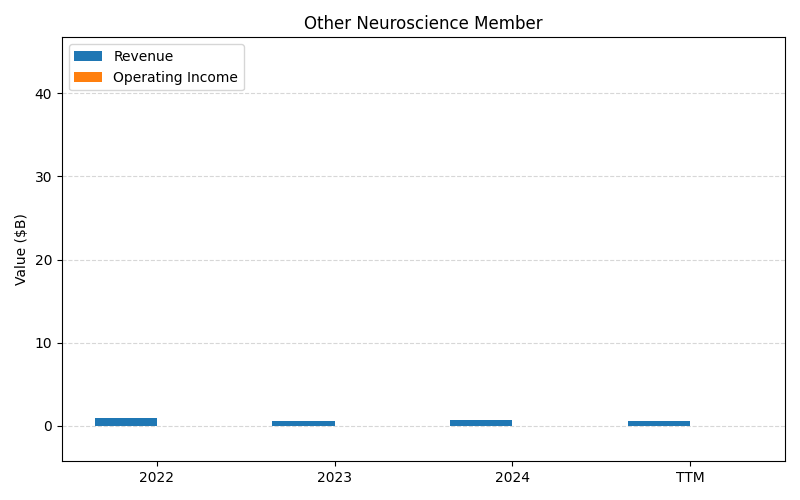 Other Neuroscience Member
Revenue
Operating Income
40
30
20
10
0
Value ($B)
2022
2023
2024
TTM